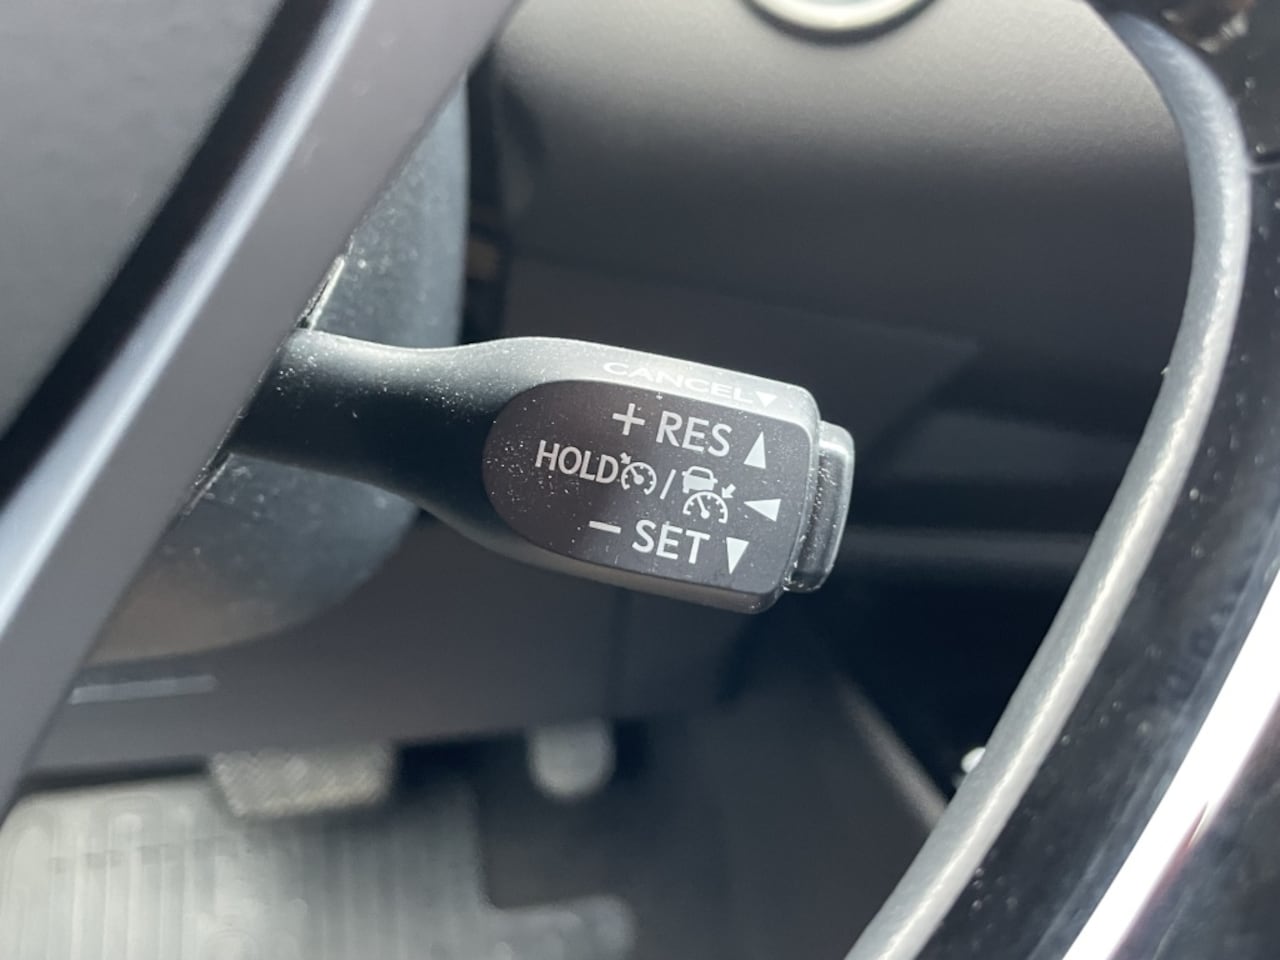 CANCEL▼
+ RES ▲
HOLD / ◀
− SET ▼